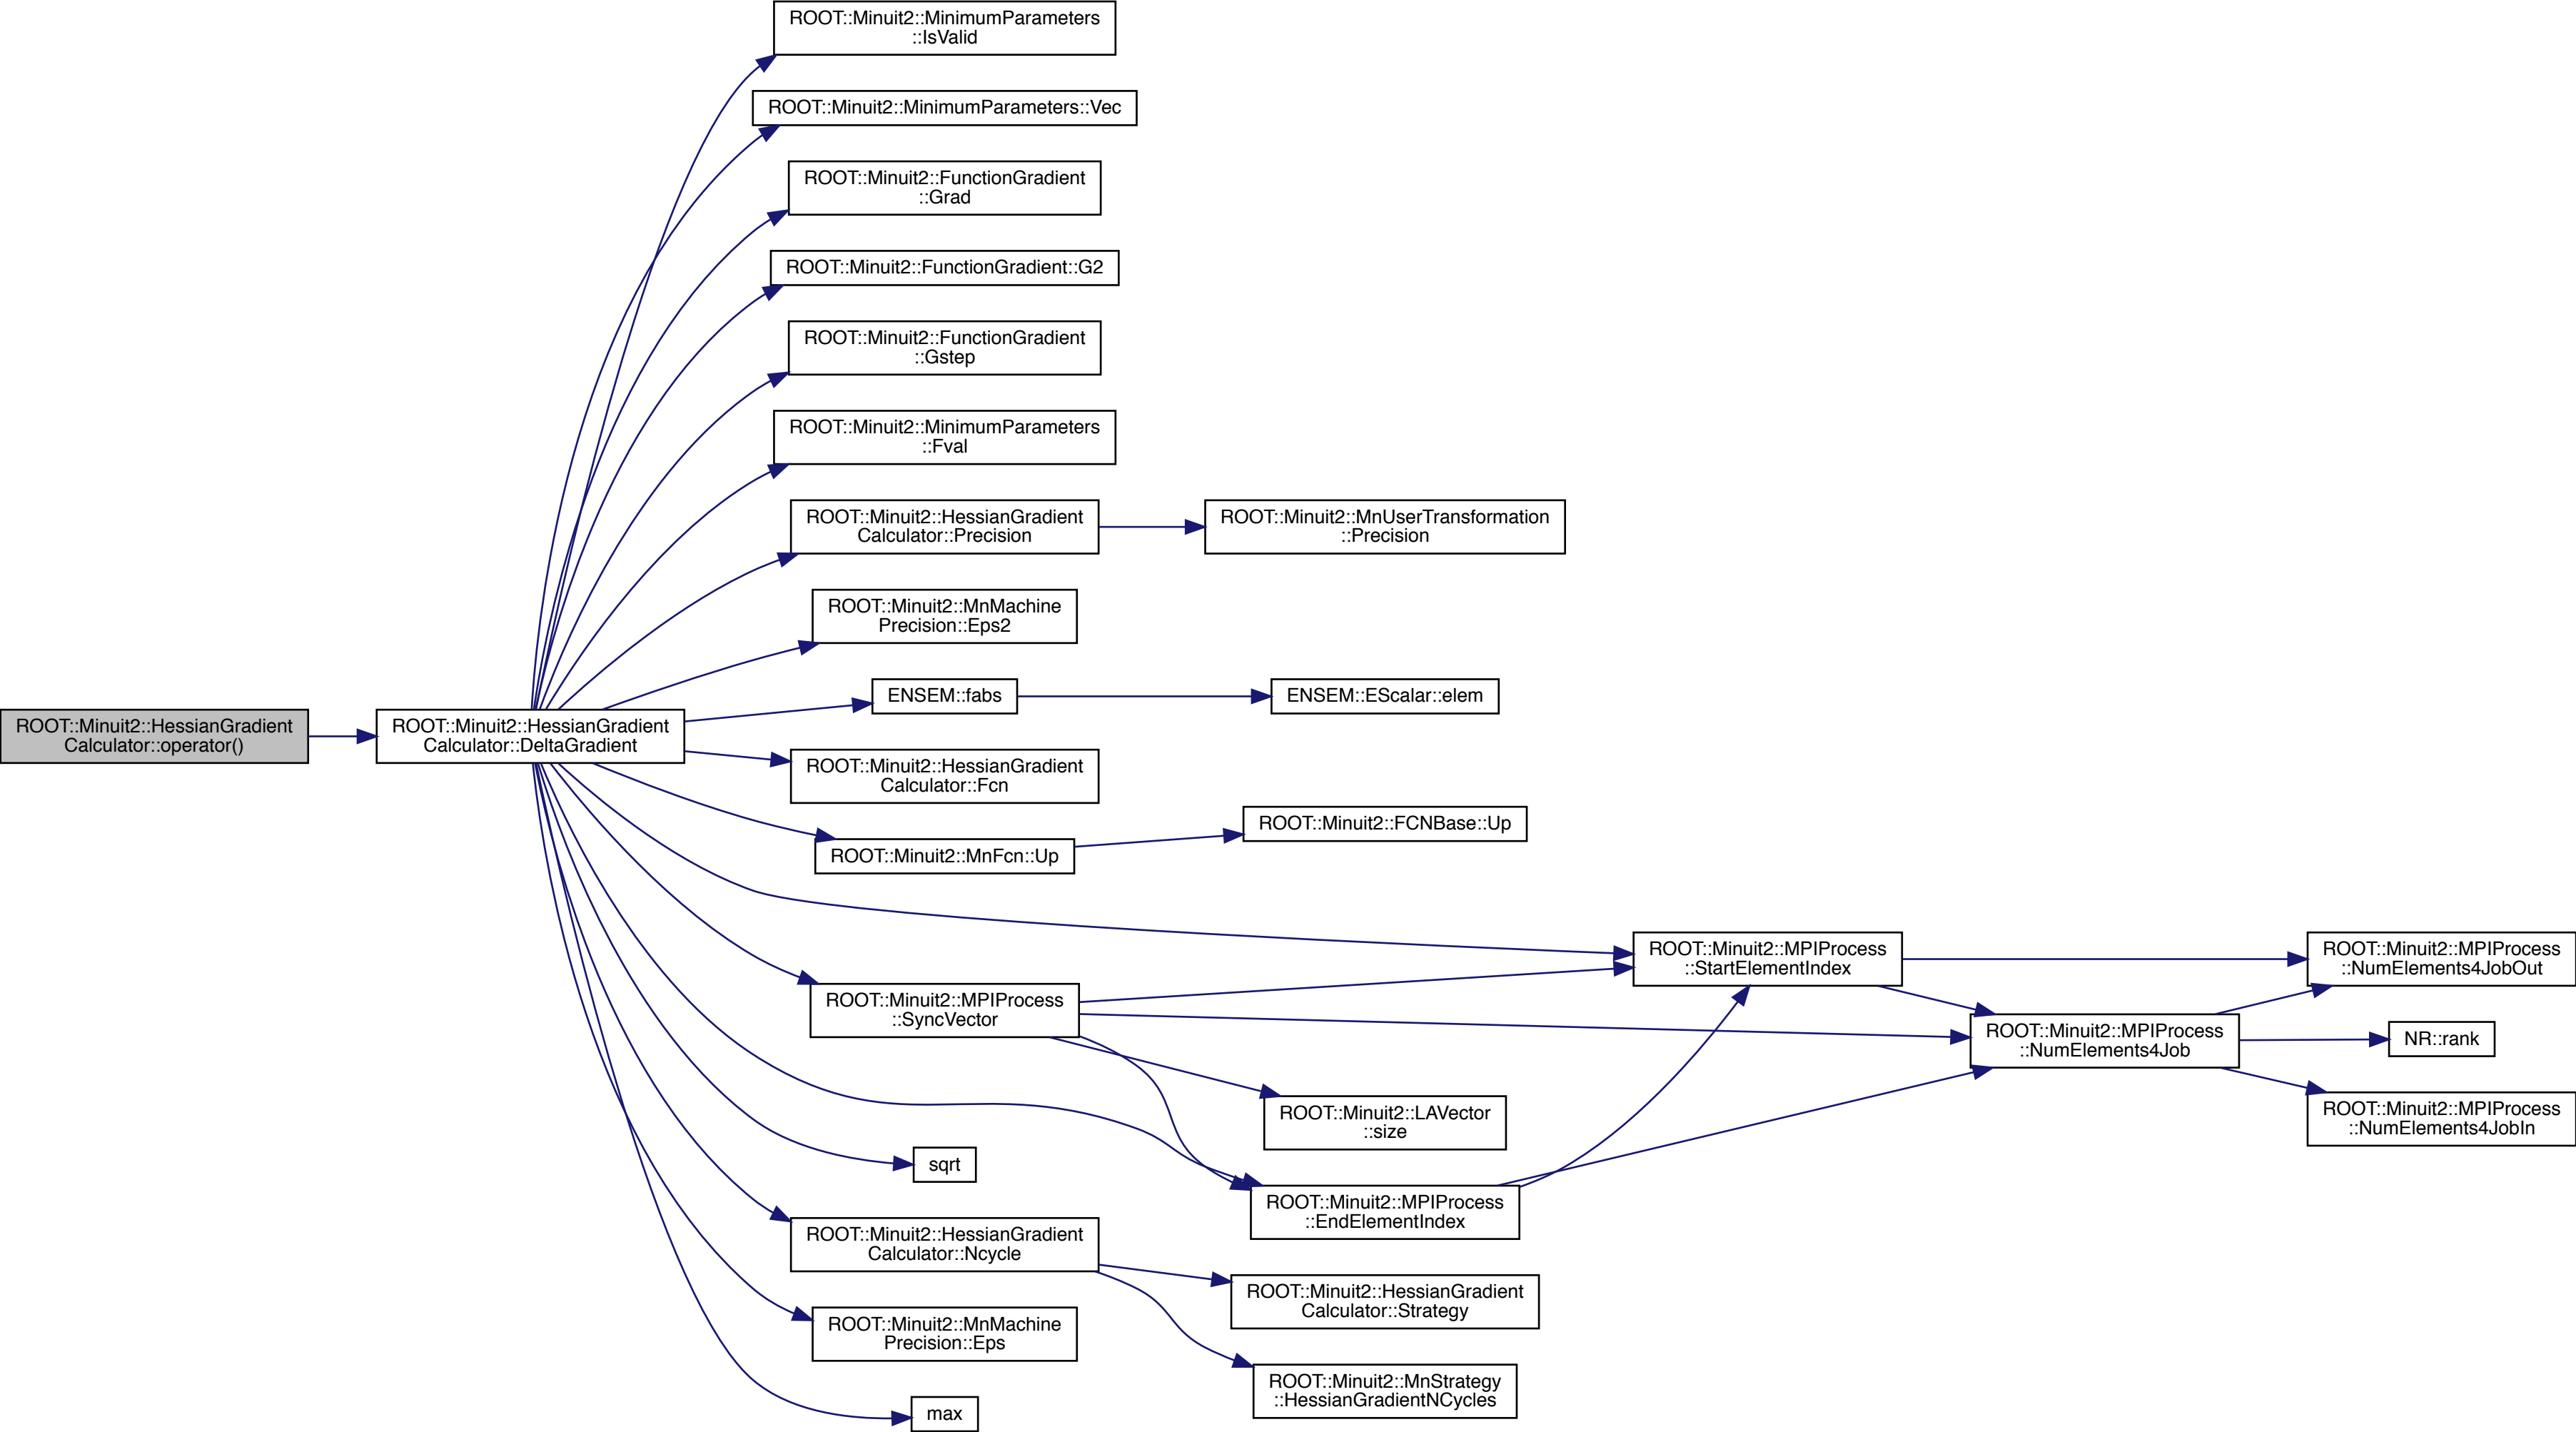 ROOT::Minuit2::HessianGradient
Calculator::operator()
ROOT::Minuit2::HessianGradient
Calculator::DeltaGradient
ROOT::Minuit2::MinimumParameters
::IsValid
ROOT::Minuit2::MinimumParameters::Vec
ROOT::Minuit2::FunctionGradient
::Grad
ROOT::Minuit2::FunctionGradient::G2
ROOT::Minuit2::FunctionGradient
::Gstep
ROOT::Minuit2::MinimumParameters
::Fval
ROOT::Minuit2::HessianGradient
Calculator::Precision
ROOT::Minuit2::MnUserTransformation
::Precision
ROOT::Minuit2::MnMachine
Precision::Eps2
ENSEM::fabs
ENSEM::EScalar::elem
ROOT::Minuit2::HessianGradient
Calculator::Fcn
ROOT::Minuit2::MnFcn::Up
ROOT::Minuit2::FCNBase::Up
ROOT::Minuit2::MPIProcess
::StartElementIndex
ROOT::Minuit2::MPIProcess
::NumElements4JobOut
ROOT::Minuit2::MPIProcess
::SyncVector
ROOT::Minuit2::MPIProcess
::NumElements4Job
NR::rank
ROOT::Minuit2::LAVector
::size
ROOT::Minuit2::MPIProcess
::NumElements4JobIn
sqrt
ROOT::Minuit2::MPIProcess
::EndElementIndex
ROOT::Minuit2::HessianGradient
Calculator::Ncycle
ROOT::Minuit2::HessianGradient
Calculator::Strategy
ROOT::Minuit2::MnMachine
Precision::Eps
ROOT::Minuit2::MnStrategy
::HessianGradientNCycles
max